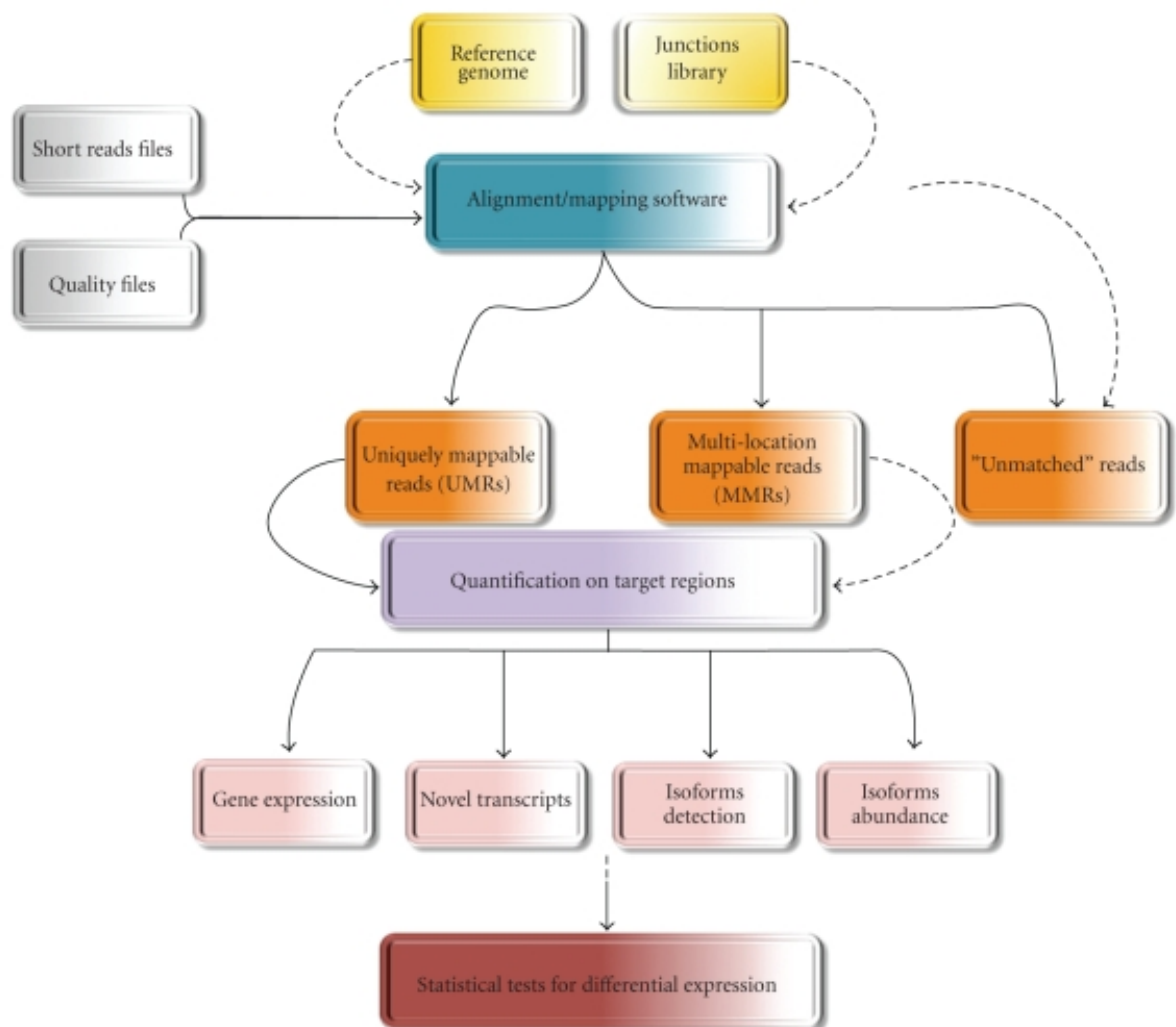 Reference
genome
Junctions
library
Short reads files
Alignment/mapping software
Quality files
Uniquely mappable
reads (UMRs)
Multi-location
mappable reads
(MMRs)
"Unmatched" reads
Quantification on target regions
Gene expression
Novel transcripts
Isoforms
detection
Isoforms
abundance
Statistical tests for differential expression